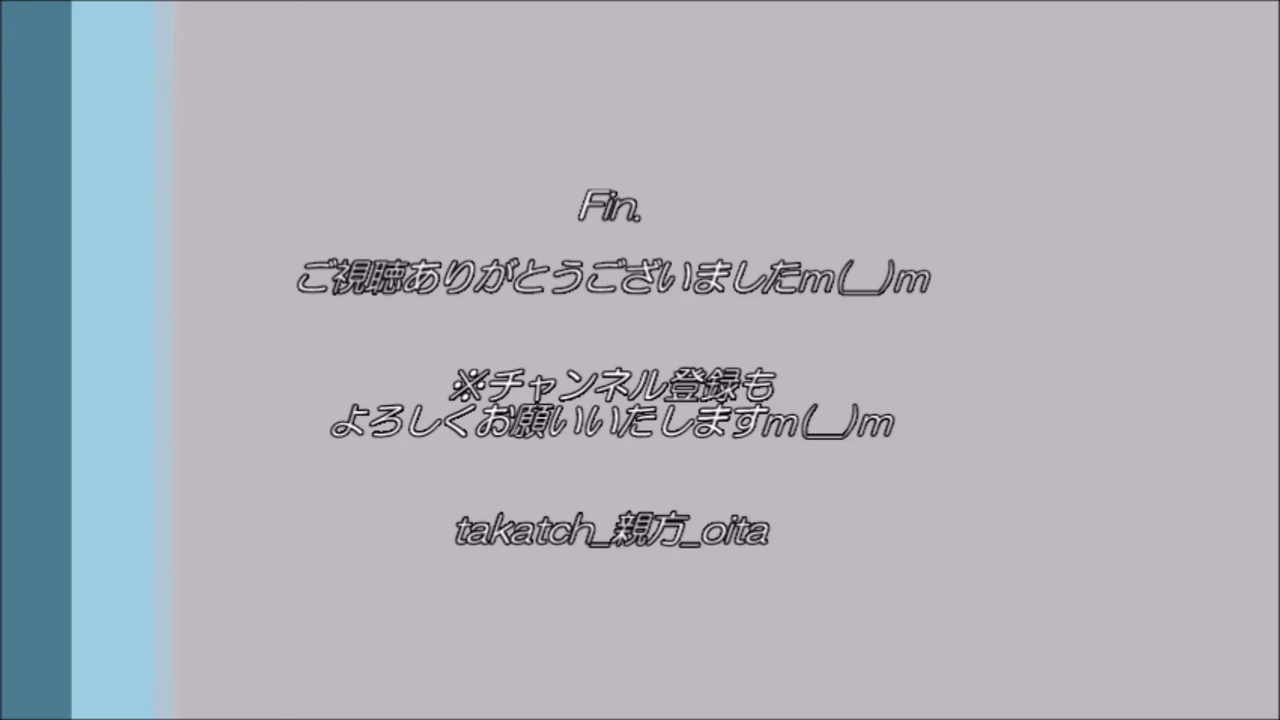 Fin.
ご視聴ありがとうございましたm(__)m
※チャンネル登録も
よろしくお願いいたしますm(__)m
takatch_親方_oita